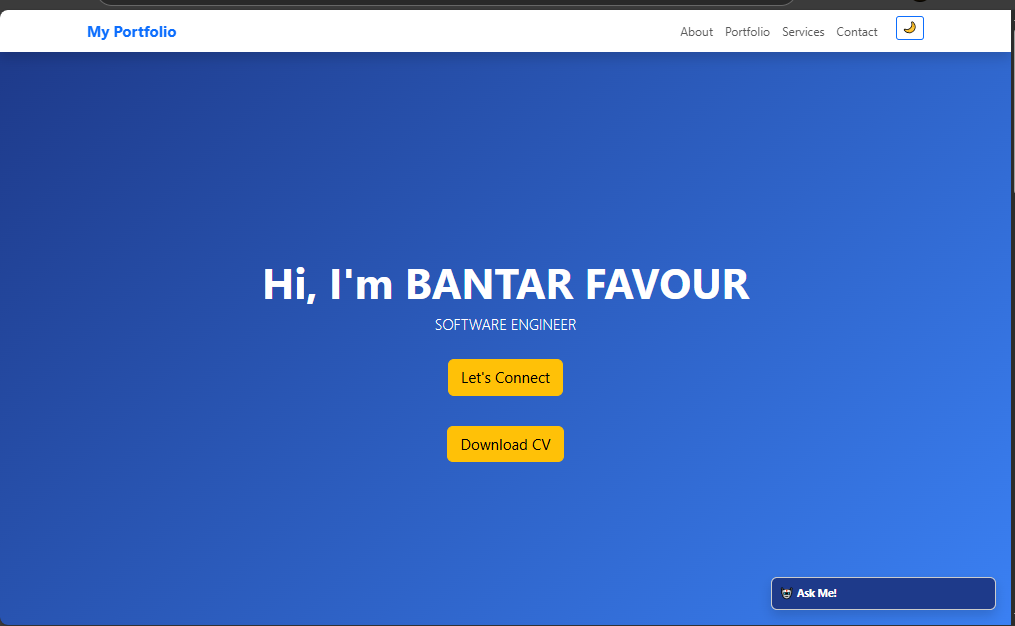 My Portfolio
About Portfolio Services Contact
Hi, I'm BANTAR FAVOUR
SOFTWARE ENGINEER
Let's Connect
Download CV
Ask Me!